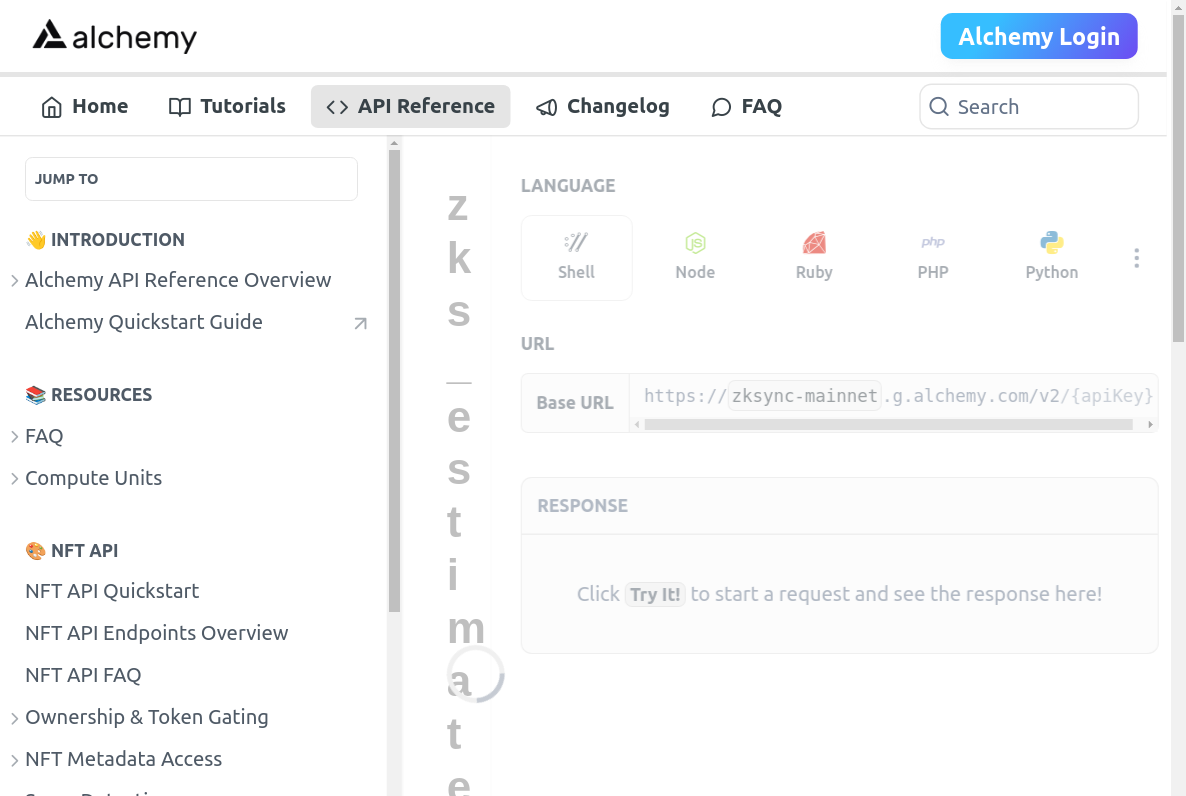 alchemy
Alchemy Login
Home
Tutorials
API Reference
Changelog
FAQ
Search
JUMP TO
👋 INTRODUCTION
Alchemy API Reference Overview
Alchemy Quickstart Guide
📚 RESOURCES
FAQ
Compute Units
🎨 NFT API
NFT API Quickstart
NFT API Endpoints Overview
NFT API FAQ
Ownership & Token Gating
NFT Metadata Access
z
k
s
_
e
s
t
i
m
a
t
e
LANGUAGE
Shell
Node
Ruby
PHP
Python
URL
Base URL
https://zksync-mainnet.g.alchemy.com/v2/{apiKey}
RESPONSE
Click Try It! to start a request and see the response here!